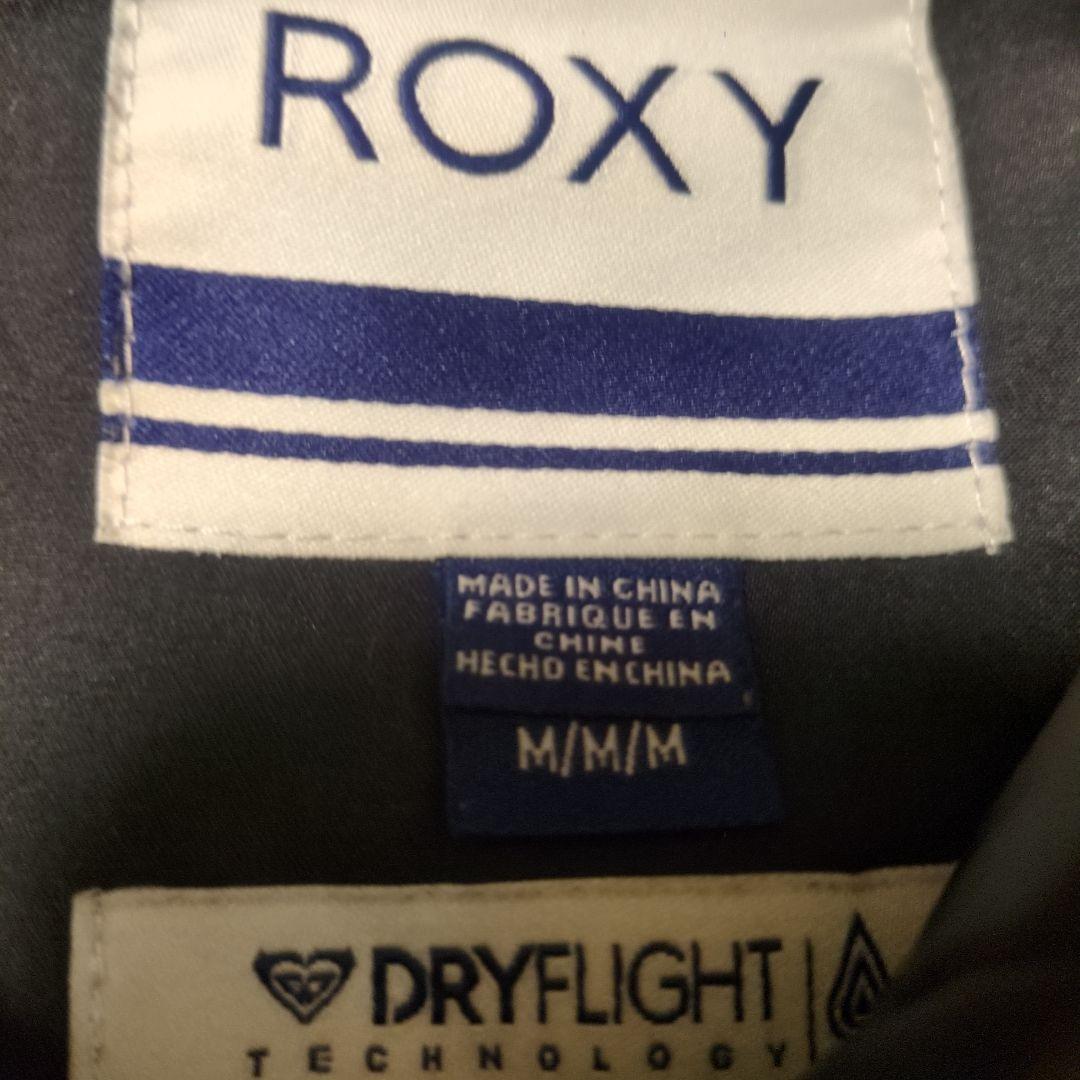 ROXY
MADE IN CHINA
FABRIQUE EN
CHINE
HECHO EN CHINA
M/M/M
DRYFLIGHT
TECHNOLOGY